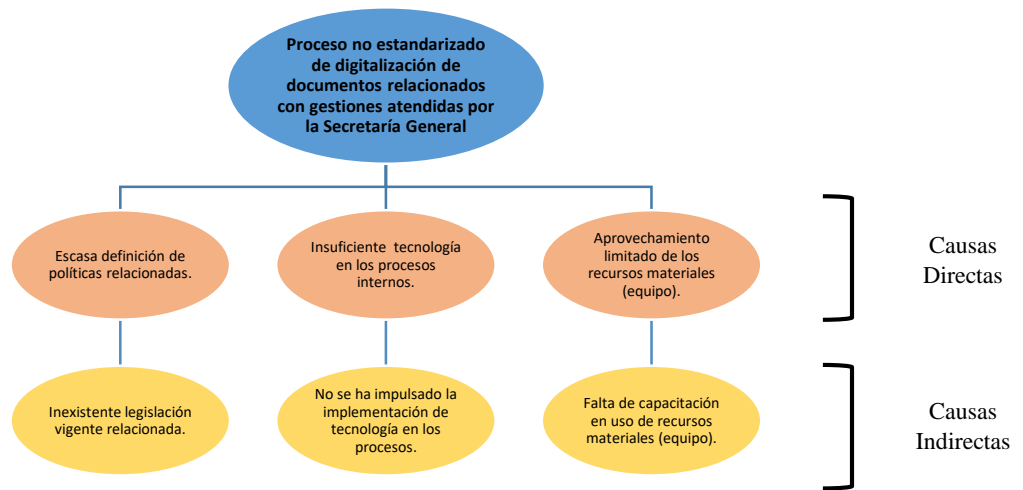 Proceso no estandarizado
de digitalización de
documentos relacionados
con gestiones atendidas por
la Secretaría General
Escasa definición de
políticas relacionadas.
Insuficiente tecnología
en los procesos
internos.
Aprovechamiento
limitado de los
recursos materiales
(equipo).
Causas
Directas
Inexistente legislación
vigente relacionada.
No se ha impulsado la
implementación de
tecnología en los
procesos.
Falta de capacitación
en uso de recursos
materiales (equipo).
Causas
Indirectas